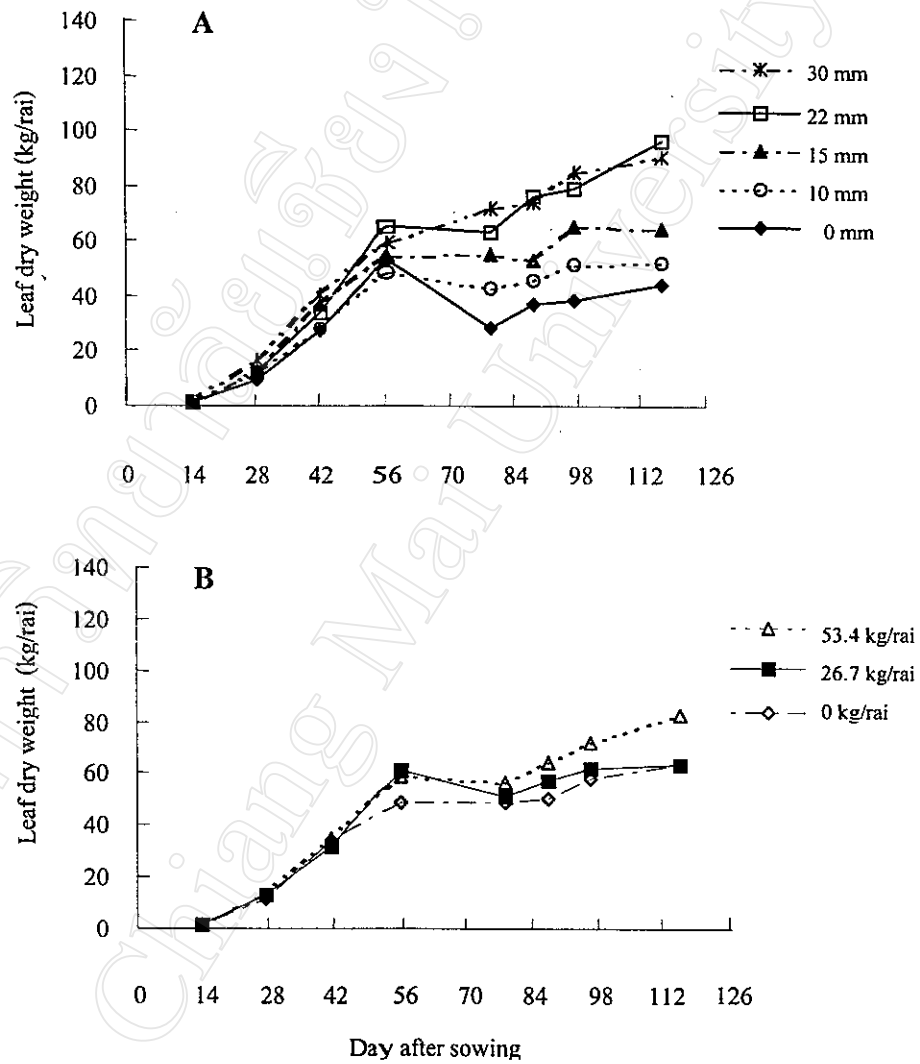 A
140
120
100
80
60
40
20
0
Leaf dry weight (kg/rai)
0 14 28 42 56 70 84 98 112 126
30 mm
22 mm
15 mm
10 mm
0 mm
B
140
120
100
80
60
40
20
0
Leaf dry weight (kg/rai)
0 14 28 42 56 70 84 98 112 126
53.4 kg/rai
26.7 kg/rai
0 kg/rai
Day after sowing
Chiang Mai University